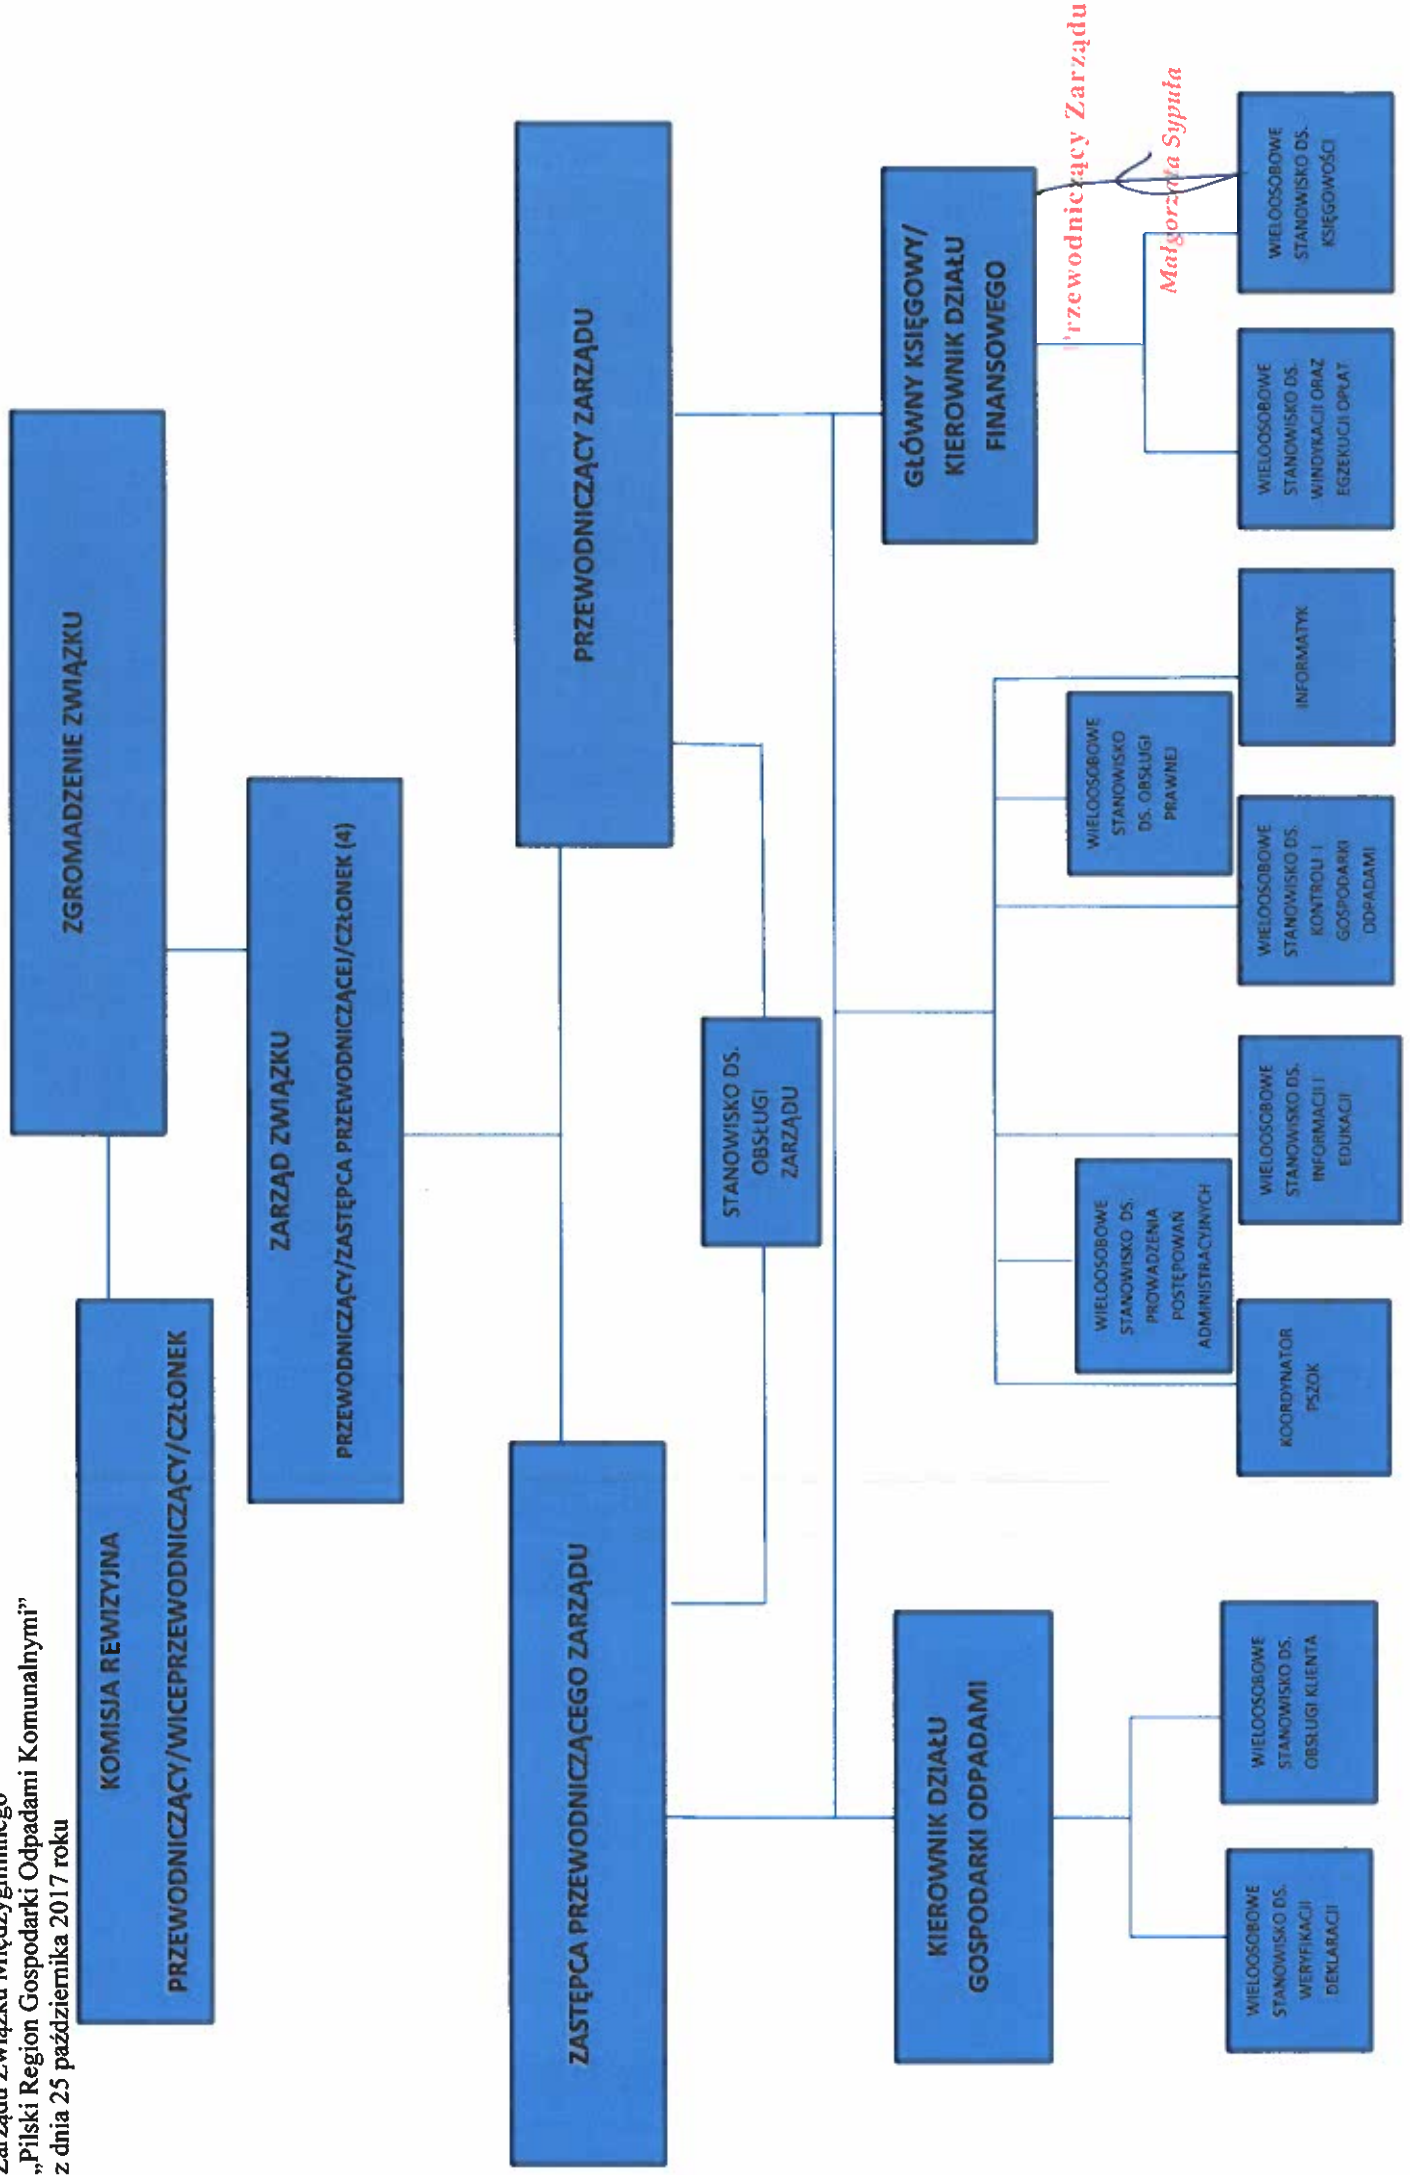 Zarządu Związku Międzygminnego
„Pilski Region Gospodarki Odpadami Komunalnymi”
z dnia 25 października 2017 roku
ZGROMADZENIE ZWIĄZKU
KOMISJA REWIZYJNA
PRZEWODNICZĄCY/WICEPRZEWODNICZĄCY/CZŁONEK
ZARZĄD ZWIĄZKU
PRZEWODNICZĄCY/ZASTĘPCA PRZEWODNICZĄCEJ/CZŁONEK (4)
ZASTĘPCA PRZEWODNICZĄCEGO ZARZĄDU
PRZEWODNICZĄCY ZARZĄDU
STANOWISKO DS.
OBSŁUGI
ZARZĄDU
KIEROWNIK DZIAŁU
GOSPODARKI ODPADAMI
GŁÓWNY KSIĘGOWY/
KIEROWNIK DZIAŁU
FINANSOWEGO
WIELOOSOBOWE
STANOWISKO DS.
PROWADZENIA
POSTĘPOWAŃ
ADMINISTRACYJNYCH
WIELOOSOBOWE
STANOWISKO
DS. OBSŁUGI
PRAWNEJ
WIELOOSOBOWE
STANOWISKO DS.
WERYFIKACJI
DEKLARACJI
WIELOOSOBOWE
STANOWISKO DS.
OBSŁUGI KLIENTA
KOORDYNATOR
PSZOK
WIELOOSOBOWE
STANOWISKO DS.
INFORMACJI I
EDUKACJI
WIELOOSOBOWE
STANOWISKO DS.
KONTROLI I
GOSPODARKI
ODPADAMI
INFORMATYK
WIELOOSOBOWE
STANOWISKO DS.
WINDYKACJI ORAZ
EGZEKUCJI OPŁAT
WIELOOSOBOWE
STANOWISKO DS.
KSIĘGOWOŚCI
Przewodniczący Zarządu
Małgorzata Sypuła